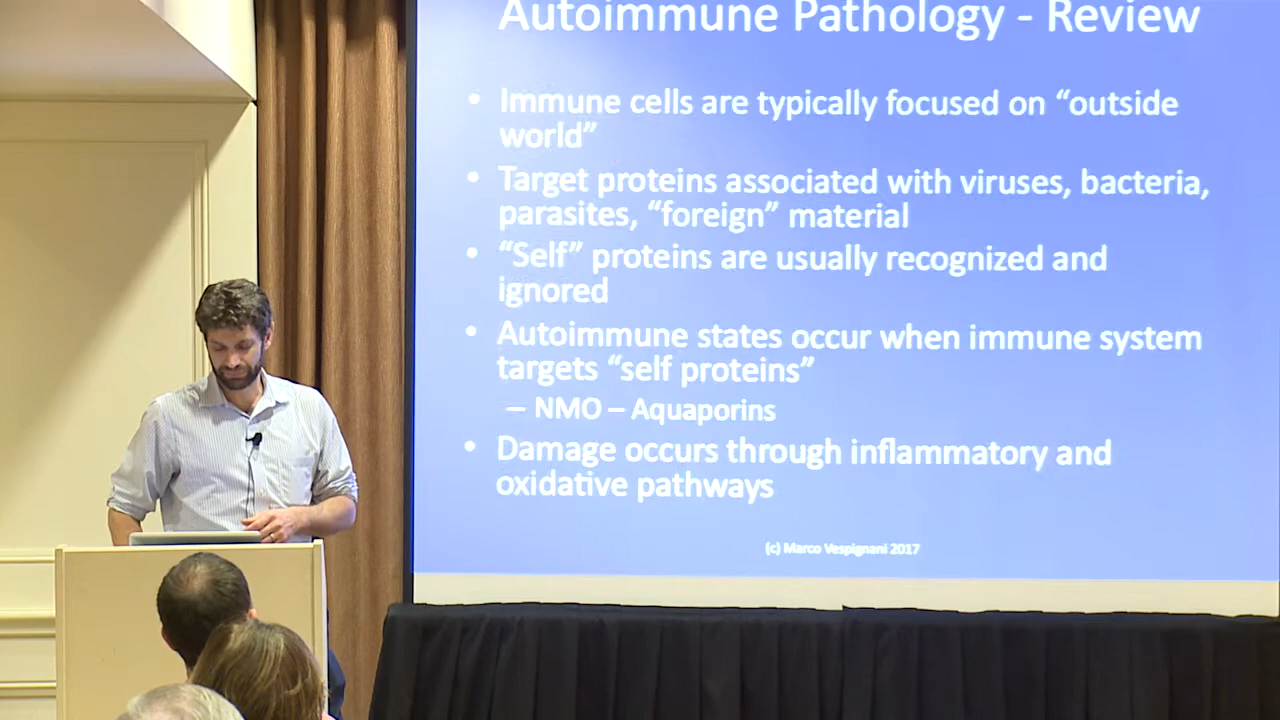 Autoimmune Pathology - Review
• Immune cells are typically focused on “outside
world”
• Target proteins associated with viruses, bacteria,
parasites, “foreign” material
• “Self” proteins are usually recognized and
ignored
• Autoimmune states occur when immune system
targets “self proteins”
– NMO – Aquaporins
• Damage occurs through inflammatory and
oxidative pathways
(c) Marco Vespignani 2017